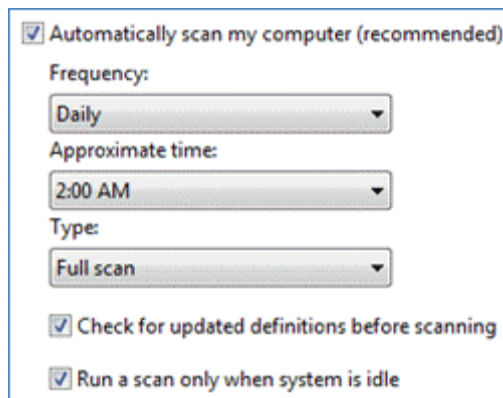 Automatically scan my computer (recommended)
Frequency:
Daily
Approximate time:
2:00 AM
Type:
Full scan
Check for updated definitions before scanning
Run a scan only when system is idle